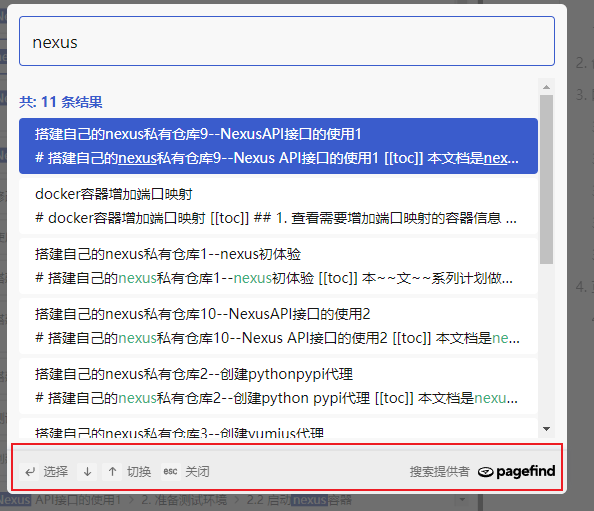 nexus
共: 11 条结果
搭建自己的nexus私有仓库9--NexusAPI接口的使用1
# 搭建自己的nexus私有仓库9--Nexus API接口的使用1 [[toc]] 本文档是nex...
docker容器增加端口映射
# docker容器增加端口映射 [[toc]] ## 1. 查看需要增加端口映射的容器信息 ...
搭建自己的nexus私有仓库1--nexus初体验
# 搭建自己的nexus私有仓库1--nexus初体验 [[toc]] 本~~文~~系列计划做...
搭建自己的nexus私有仓库10--NexusAPI接口的使用2
# 搭建自己的nexus私有仓库10--Nexus API接口的使用2 [[toc]] 本文档是ne...
搭建自己的nexus私有仓库2--创建pythonpypi代理
# 搭建自己的nexus私有仓库2--创建python pypi代理 [[toc]] 本文档是nexu...
搭建自己的nexus私有仓库3--创建yumius代理
选择 切换 esc 关闭 搜索提供者 pagefind
Nexus API接口的使用1 > 2. 准备测试环境 > 2.2 启动nexus容器
2.
3.
4.